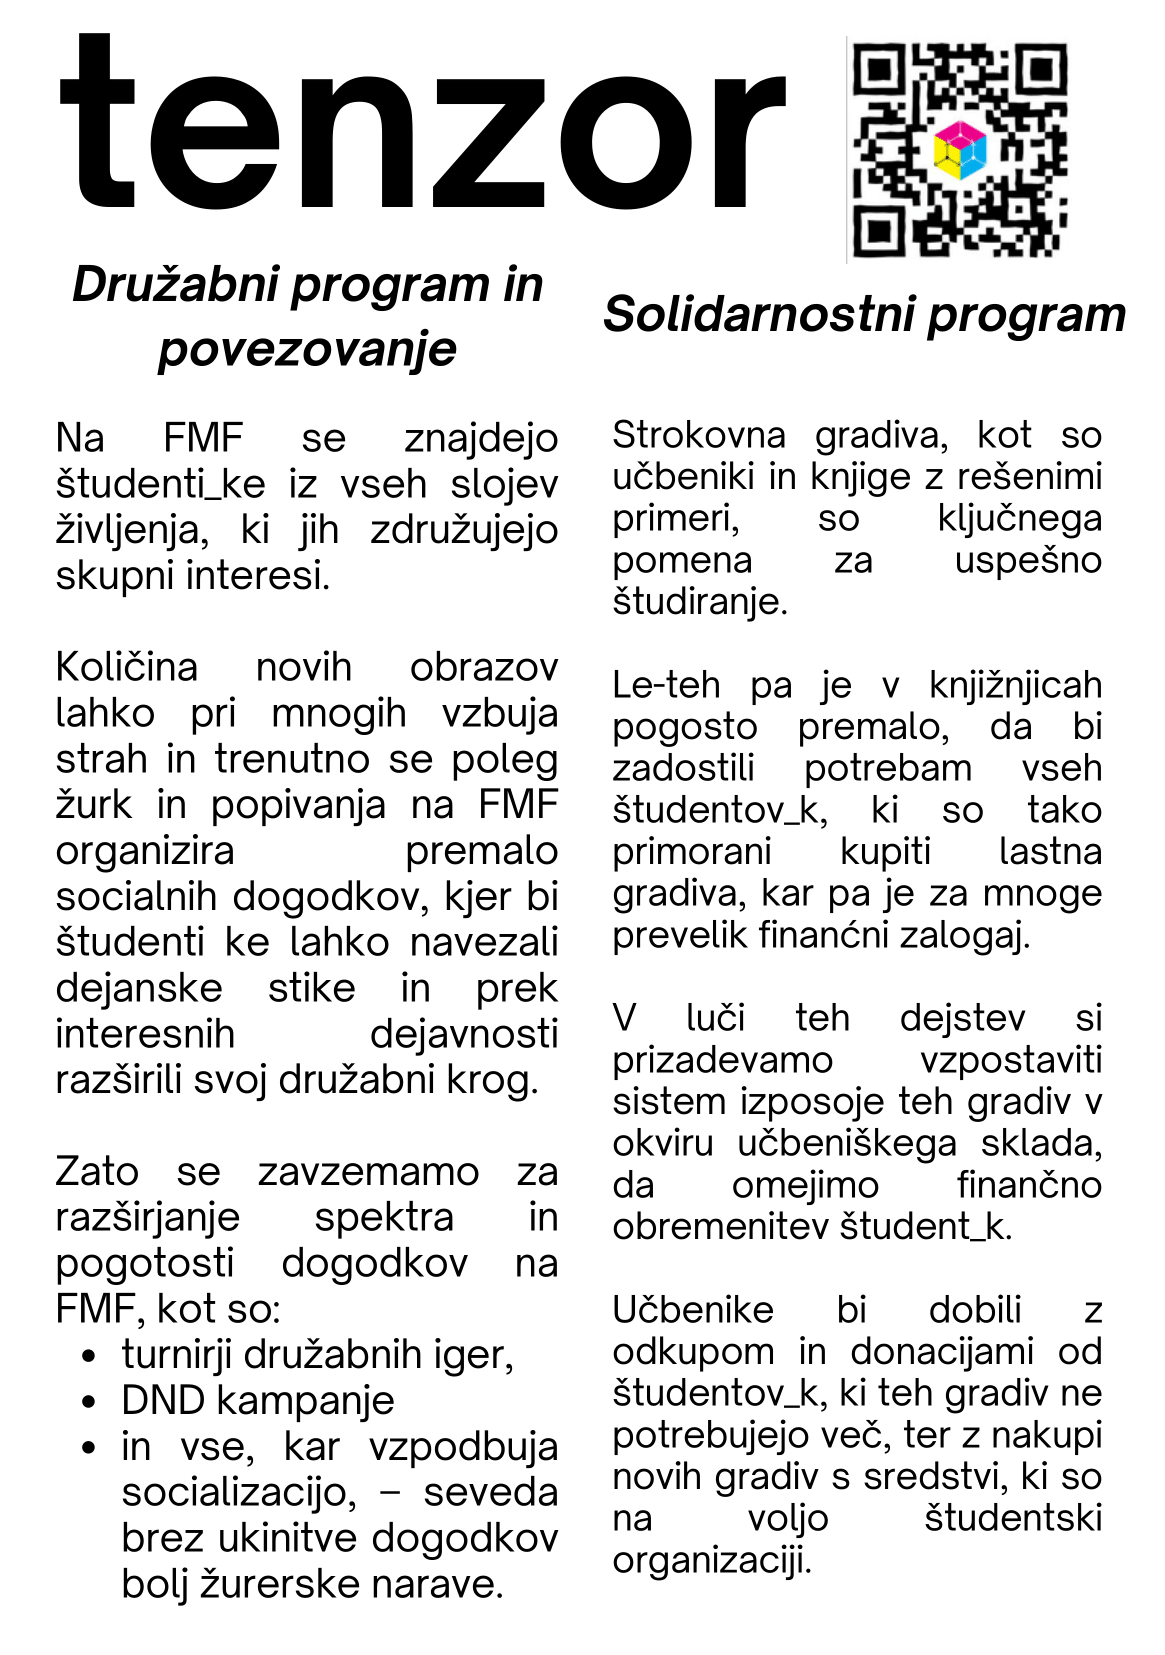 tenzor
Družabni program in
povezovanje
Na FMF se znajdejo
študenti_ke iz vseh slojev
življenja, ki jih združujejo
skupni interesi.
Količina novih obrazov
lahko pri mnogih vzbuja
strah in trenutno se poleg
žurk in popivanja na FMF
organizira premalo
socialnih dogodkov, kjer bi
študenti ke lahko navezali
dejanske stike in prek
interesnih dejavnosti
razširili svoj družabni krog.
Zato se zavzemamo za
razširjanje spektra in
pogotosti dogodkov na
FMF, kot so:
• turnirji družabnih iger,
• DND kampanje
• in vse, kar vzpodbuja
socializacijo, – seveda
brez ukinitve dogodkov
bolj žurerske narave.
Solidarnostni program
Strokovna gradiva, kot so
učbeniki in knjige z rešenimi
primeri, so ključnega
pomena za uspešno
študiranje.
Le-teh pa je v knjižnjicah
pogosto premalo, da bi
zadostili potrebam vseh
študentov_k, ki so tako
primorani kupiti lastna
gradiva, kar pa je za mnoge
prevelik finanćni zalogaj.
V luči teh dejstev si
prizadevamo vzpostaviti
sistem izposoje teh gradiv v
okviru učbeniškega sklada,
da omejimo finančno
obremenitev študent_k.
Učbenike bi dobili z
odkupom in donacijami od
študentov_k, ki teh gradiv ne
potrebujejo več, ter z nakupi
novih gradiv s sredstvi, ki so
na voljo študentski
organizaciji.